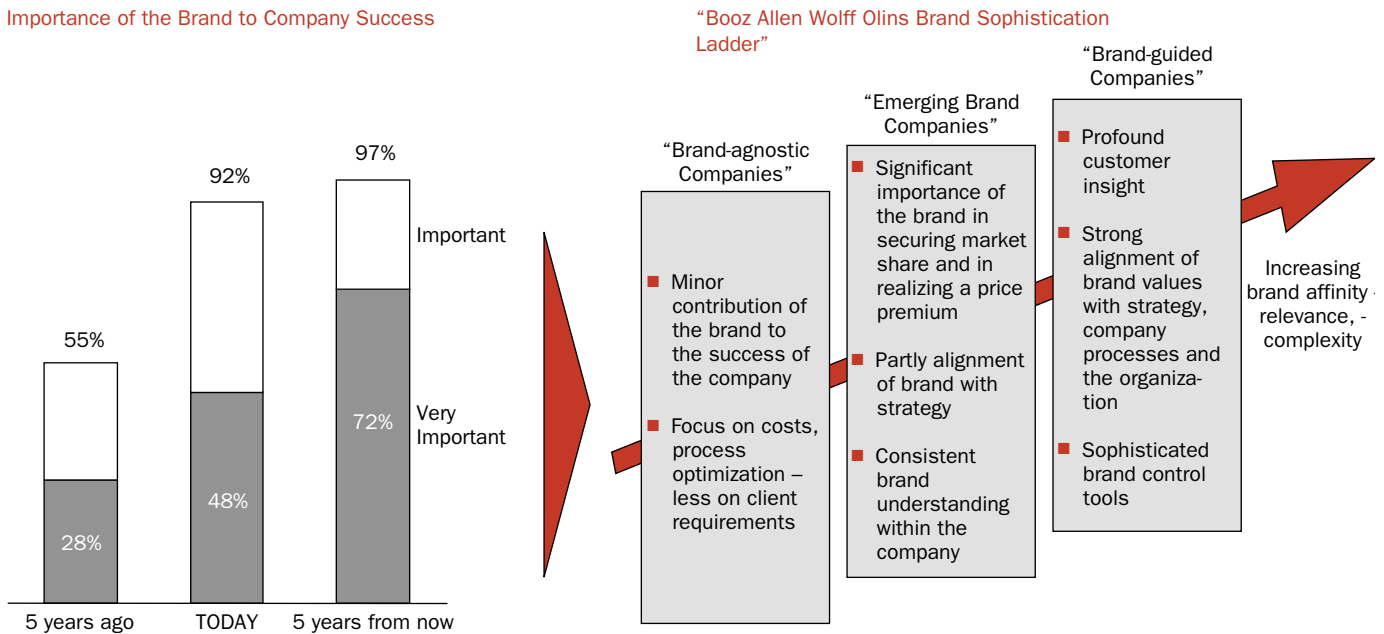 Importance of the Brand to Company Success
55%
92%
97%
Important
Very
Important
28%
48%
72%
5 years ago
TODAY
5 years from now
“Booz Allen Wolff Olins Brand Sophistication
Ladder”
“Brand-agnostic
Companies”
Minor
contribution of
the brand to
the success of
the company
Focus on costs,
process
optimization –
less on client
requirements
“Emerging Brand
Companies”
Significant
importance of
the brand in
securing market
share and in
realizing a price
premium
Partly alignment
of brand with
strategy
Consistent
brand
understanding
within the
company
“Brand-guided
Companies”
Profound
customer
insight
Strong
alignment of
brand values
with strategy,
company
processes and
the organiza-
tion
Sophisticated
brand control
tools
Increasing
brand affinity -
relevance, -
complexity